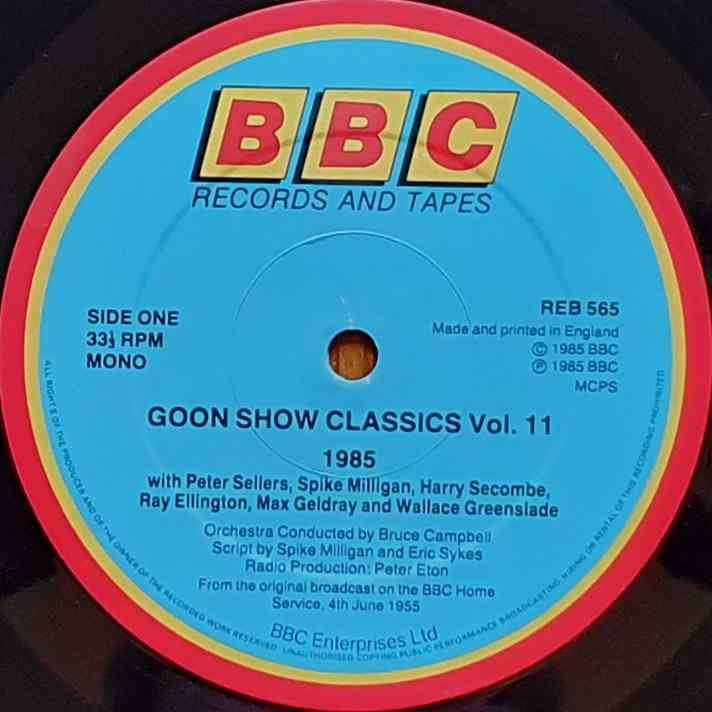 BBC
RECORDS AND TAPES
SIDE ONE
33⅓ RPM
MONO
REB 565
Made and printed in England
© 1985 BBC
℗ 1985 BBC
MCPS
GOON SHOW CLASSICS Vol. 11
1985
with Peter Sellers, Spike Milligan, Harry Secombe,
Ray Ellington, Max Geldray and Wallace Greenslade
Orchestra Conducted by Bruce Campbell
Script by Spike Milligan and Eric Sykes
Radio Production: Peter Eton
From the original broadcast on the BBC Home
Service, 4th June 1955
BBC Enterprises Ltd
ALL RIGHTS OF THE PRODUCER AND OF THE OWNER OF THE RECORDED WORK RESERVED UNAUTHORISED COPYING PUBLIC PERFORMANCE BROADCASTING, HIRING OR RENTAL OF THIS RECORDING PROHIBITED